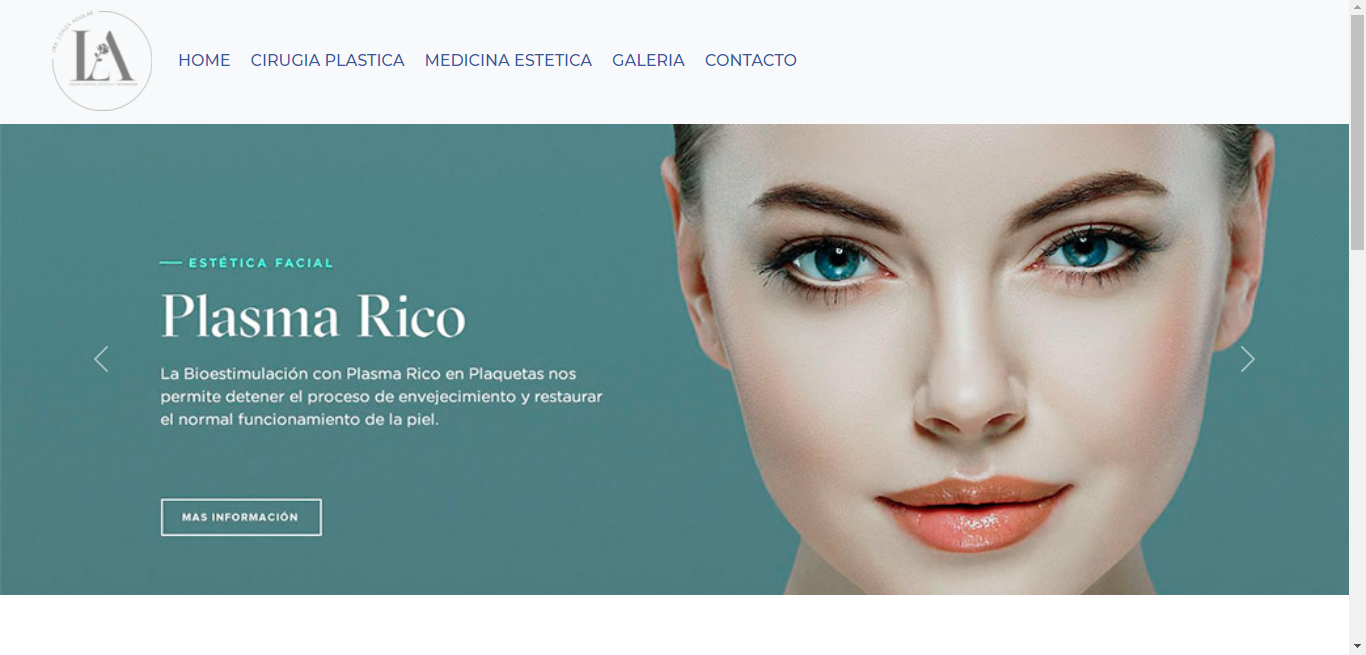 LA
HOME CIRUGIA PLASTICA MEDICINA ESTETICA GALERIA CONTACTO
ESTÉTICA FACIAL
Plasma Rico
La Bioestimulación con Plasma Rico en Plaquetas nos
permite detener el proceso de envejecimiento y restaurar
el normal funcionamiento de la piel.
MAS INFORMACIÓN